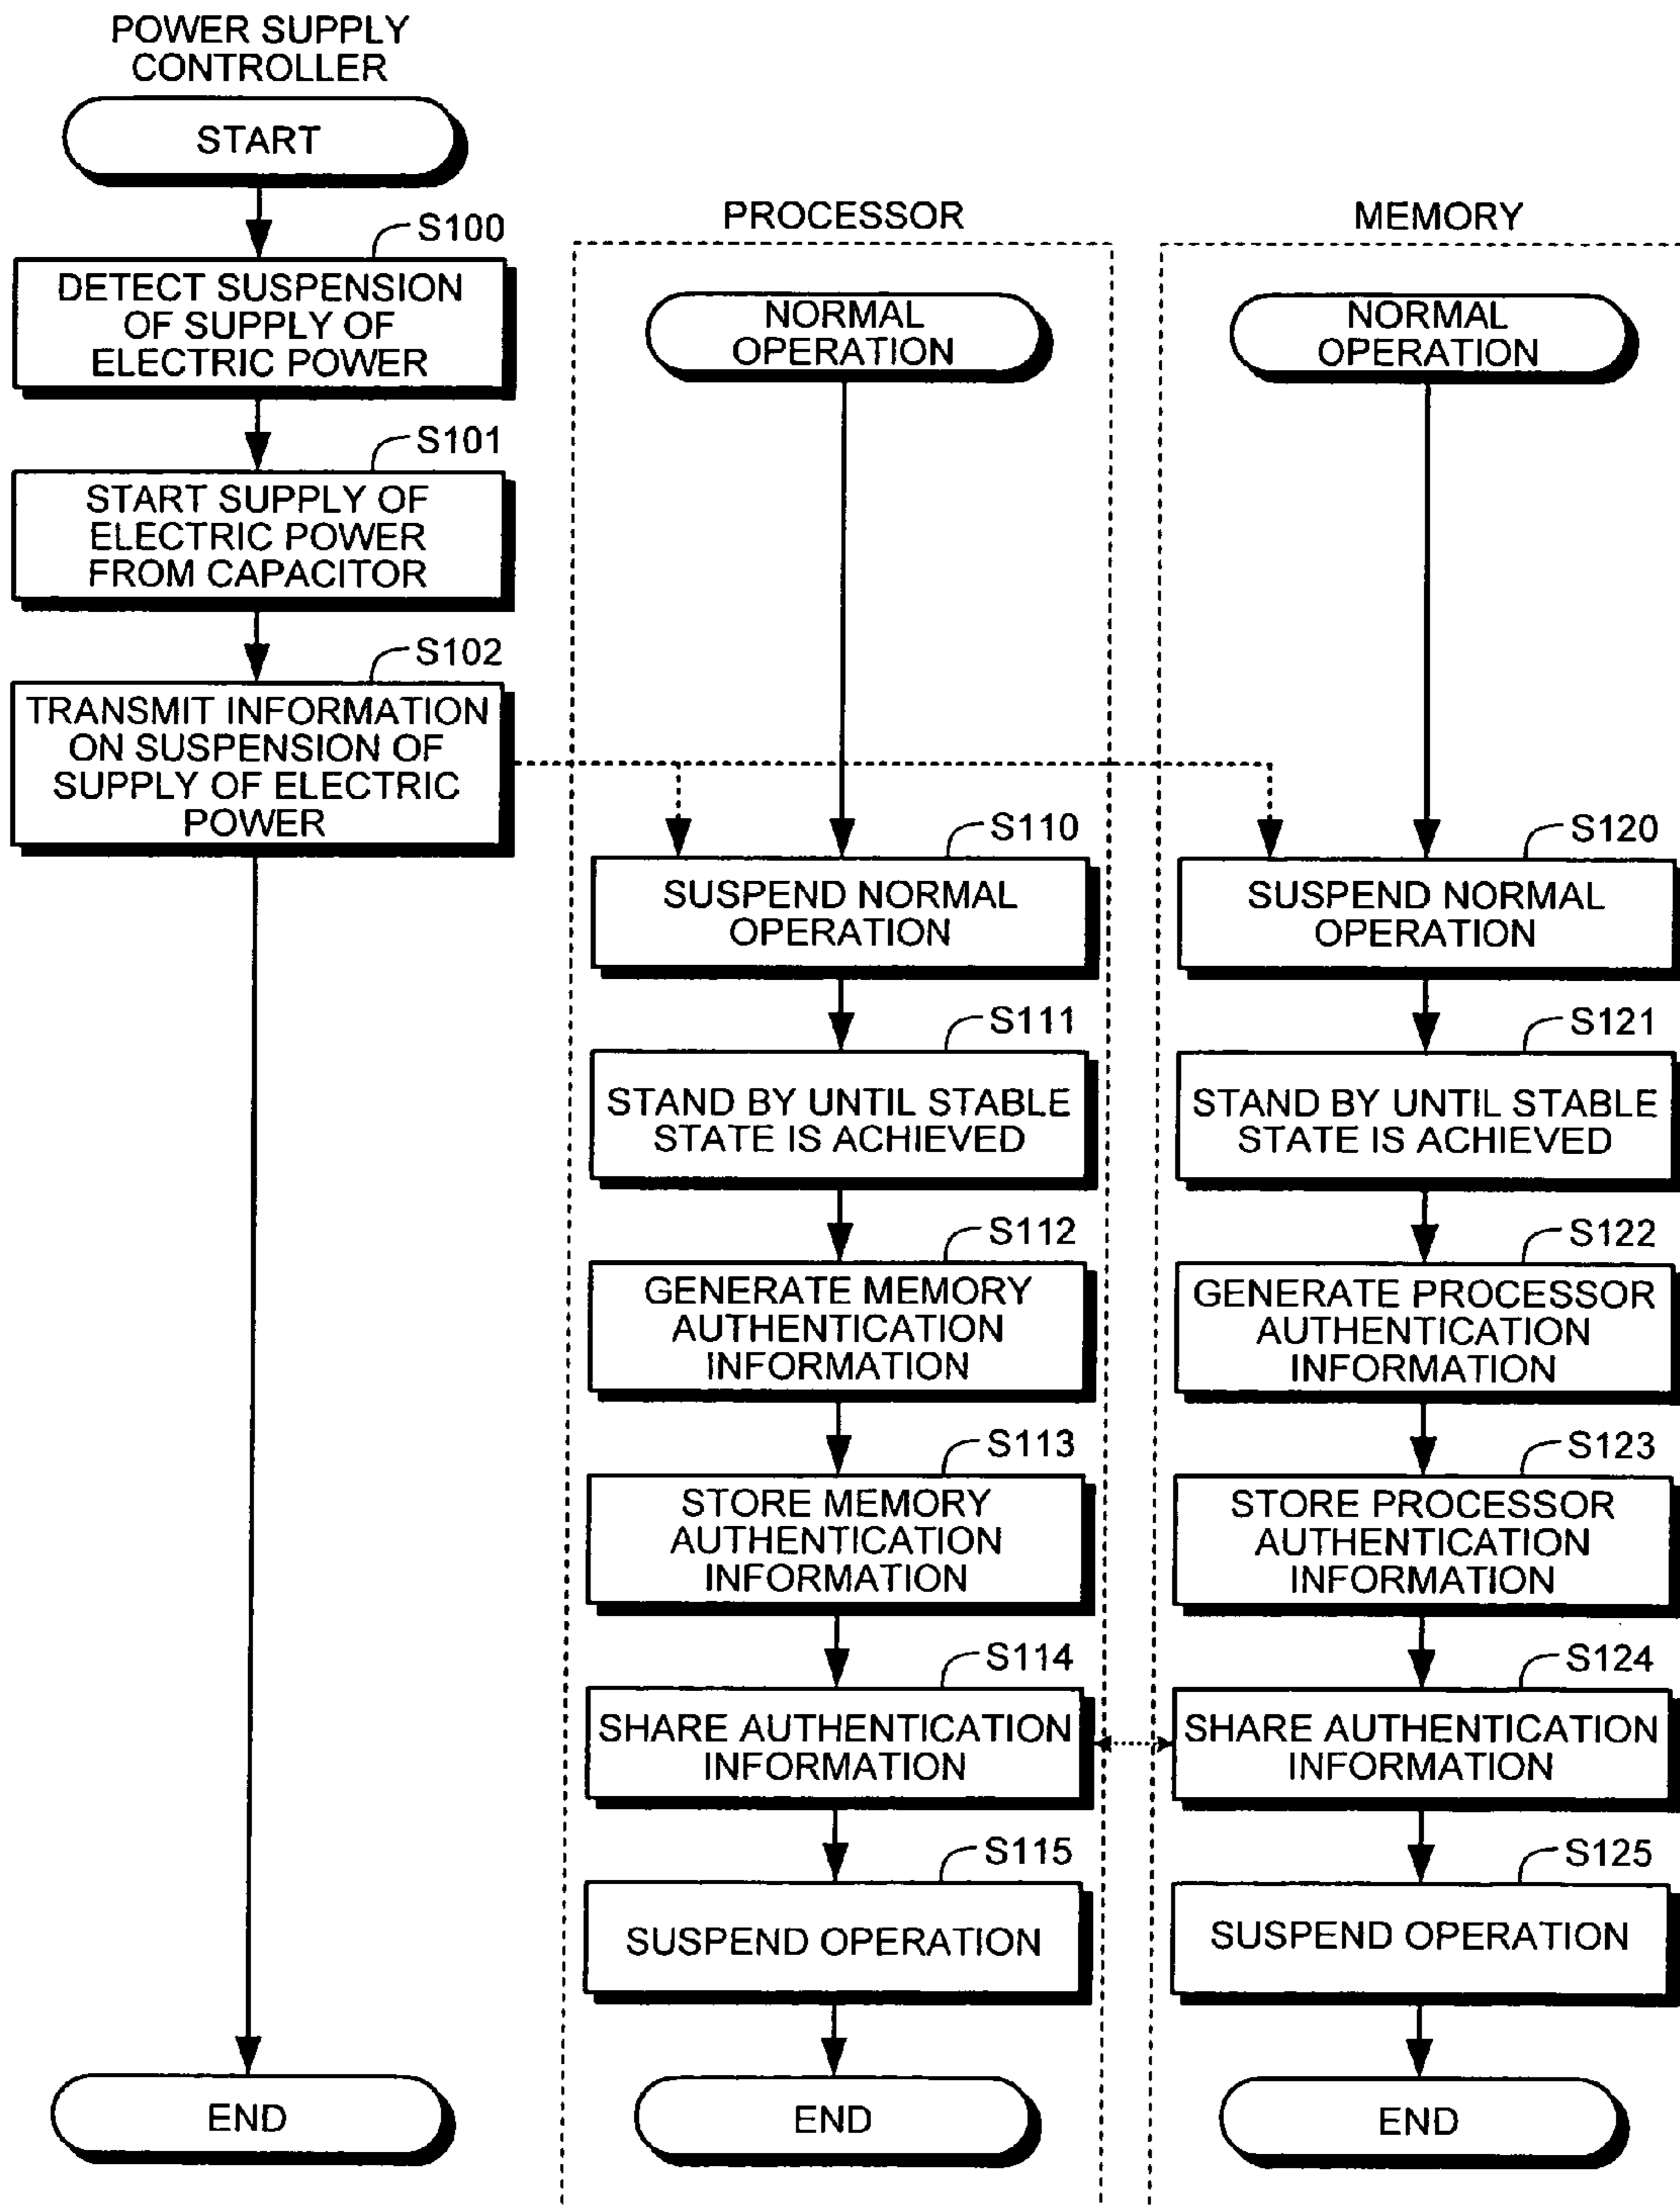 POWER SUPPLY
CONTROLLER
START
S100
DETECT SUSPENSION
OF SUPPLY OF
ELECTRIC POWER
S101
START SUPPLY OF
ELECTRIC POWER
FROM CAPACITOR
S102
TRANSMIT INFORMATION
ON SUSPENSION OF
SUPPLY OF ELECTRIC
POWER
END
PROCESSOR
NORMAL
OPERATION
S110
SUSPEND NORMAL
OPERATION
S111
STAND BY UNTIL STABLE
STATE IS ACHIEVED
S112
GENERATE MEMORY
AUTHENTICATION
INFORMATION
S113
STORE MEMORY
AUTHENTICATION
INFORMATION
S114
SHARE AUTHENTICATION
INFORMATION
S115
SUSPEND OPERATION
END
MEMORY
NORMAL
OPERATION
S120
SUSPEND NORMAL
OPERATION
S121
STAND BY UNTIL STABLE
STATE IS ACHIEVED
S122
GENERATE PROCESSOR
AUTHENTICATION
INFORMATION
S123
STORE PROCESSOR
AUTHENTICATION
INFORMATION
S124
SHARE AUTHENTICATION
INFORMATION
S125
SUSPEND OPERATION
END